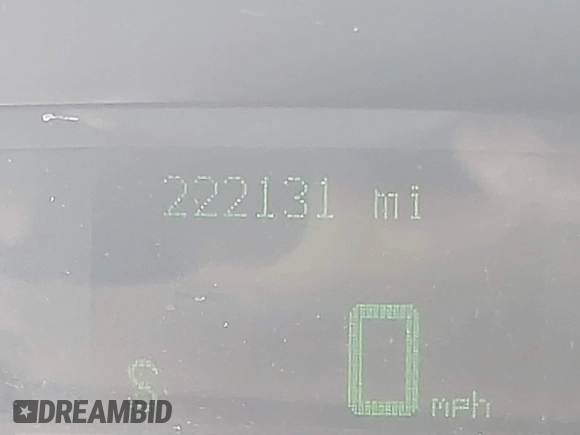 222131 mi
S
0 mph
DREAMBID